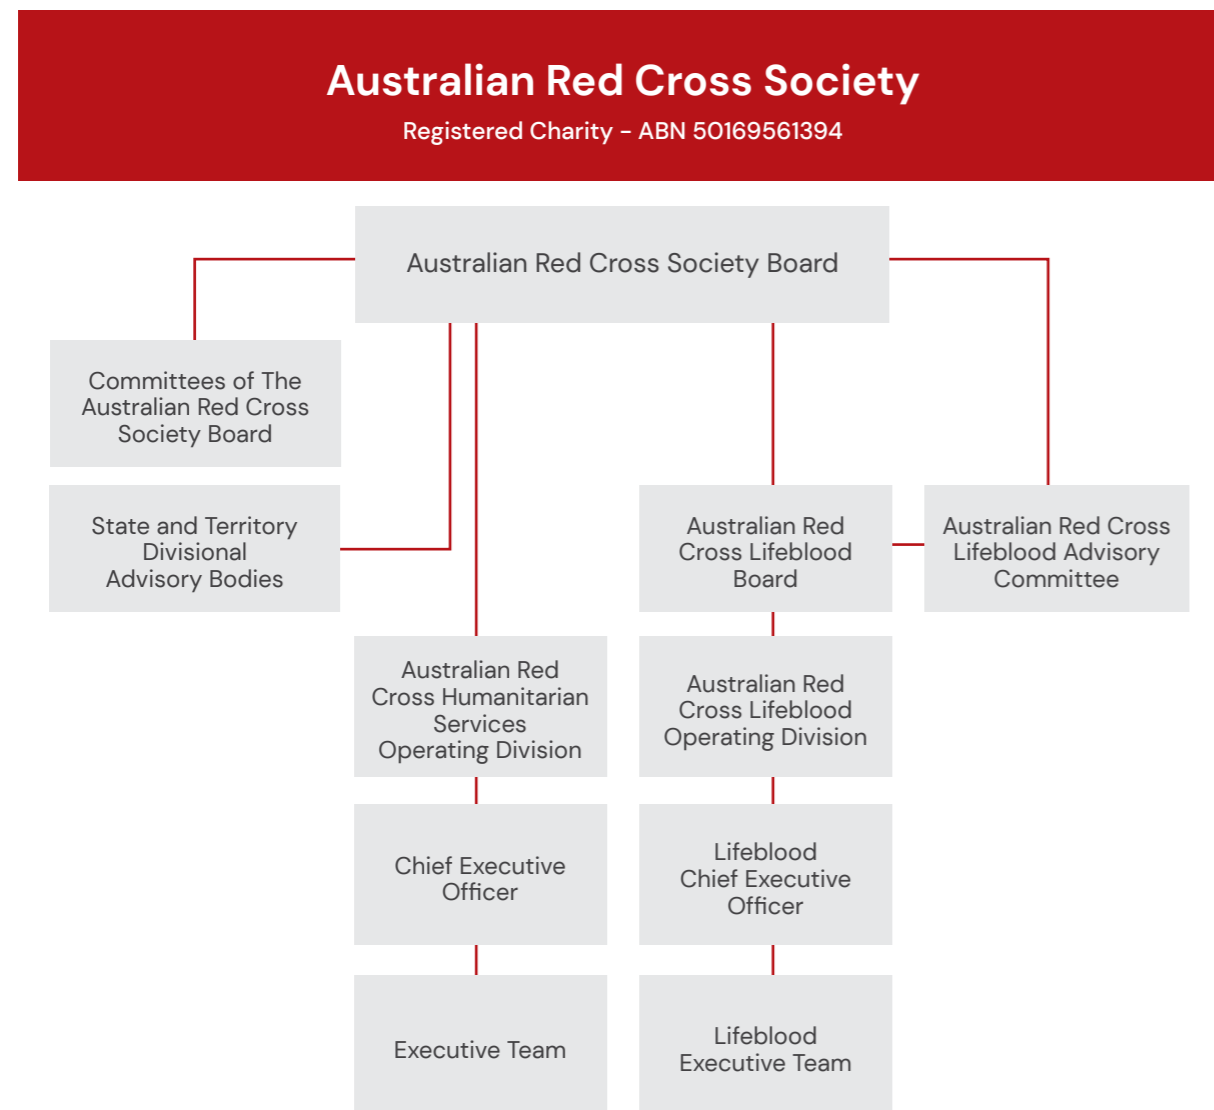 Australian Red Cross Society
Registered Charity - ABN 50169561394
Australian Red Cross Society Board
Committees of The
Australian Red Cross
Society Board
State and Territory
Divisional
Advisory Bodies
Australian Red
Cross Lifeblood
Board
Australian Red Cross
Lifeblood Advisory
Committee
Australian Red
Cross Humanitarian
Services
Operating Division
Australian Red
Cross Lifeblood
Operating Division
Chief Executive
Officer
Lifeblood
Chief Executive
Officer
Executive Team
Lifeblood
Executive Team